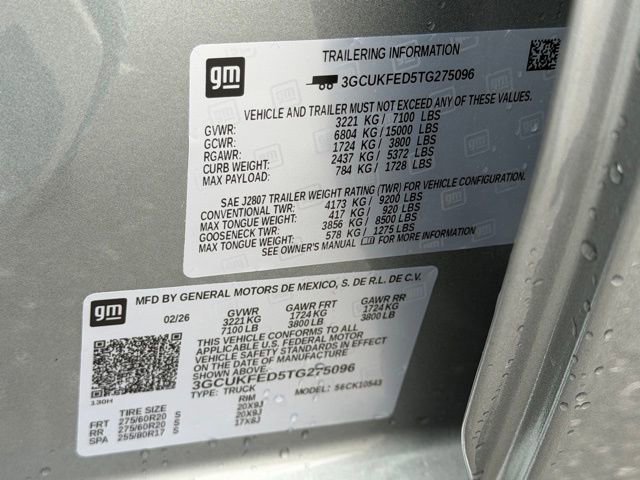 gm
TRAILERING INFORMATION
3GCUKFED5TG275096
VEHICLE AND TRAILER MUST NOT EXCEED ANY OF THESE VALUES.
GVWR: 3221 KG / 7100 LBS
GCWR: 6804 KG / 15000 LBS
RGAWR: 1724 KG / 3800 LBS
CURB WEIGHT: 2437 KG / 5372 LBS
MAX PAYLOAD: 784 KG / 1728 LBS
SAE J2807 TRAILER WEIGHT RATING (TWR) FOR VEHICLE CONFIGURATION.
CONVENTIONAL TWR: 4173 KG / 9200 LBS
MAX TONGUE WEIGHT: 417 KG / 920 LBS
GOOSENECK TWR: 3856 KG / 8500 LBS
MAX TONGUE WEIGHT: 578 KG / 1275 LBS
SEE OWNER'S MANUAL gm FOR MORE INFORMATION
gm
MFD BY GENERAL MOTORS DE MEXICO, S. DE R.L. DE C.V.
02/26 GVWR GAWR FRT GAWR RR
3221 KG 1724 KG 1724 KG
7100 LB 3800 LB 3800 LB
THIS VEHICLE CONFORMS TO ALL
APPLICABLE U.S. FEDERAL MOTOR
VEHICLE SAFETY STANDARDS IN EFFECT
ON THE DATE OF MANUFACTURE
SHOWN ABOVE.
3GCUKFED5TG275096
TYPE: TRUCK MODEL: 56CK10543
130H
TIRE SIZE RIM
FRT 275/60R20 S 20X9J
RR 275/60R20 S 20X9J
SPA 255/80R17 S 17X8J